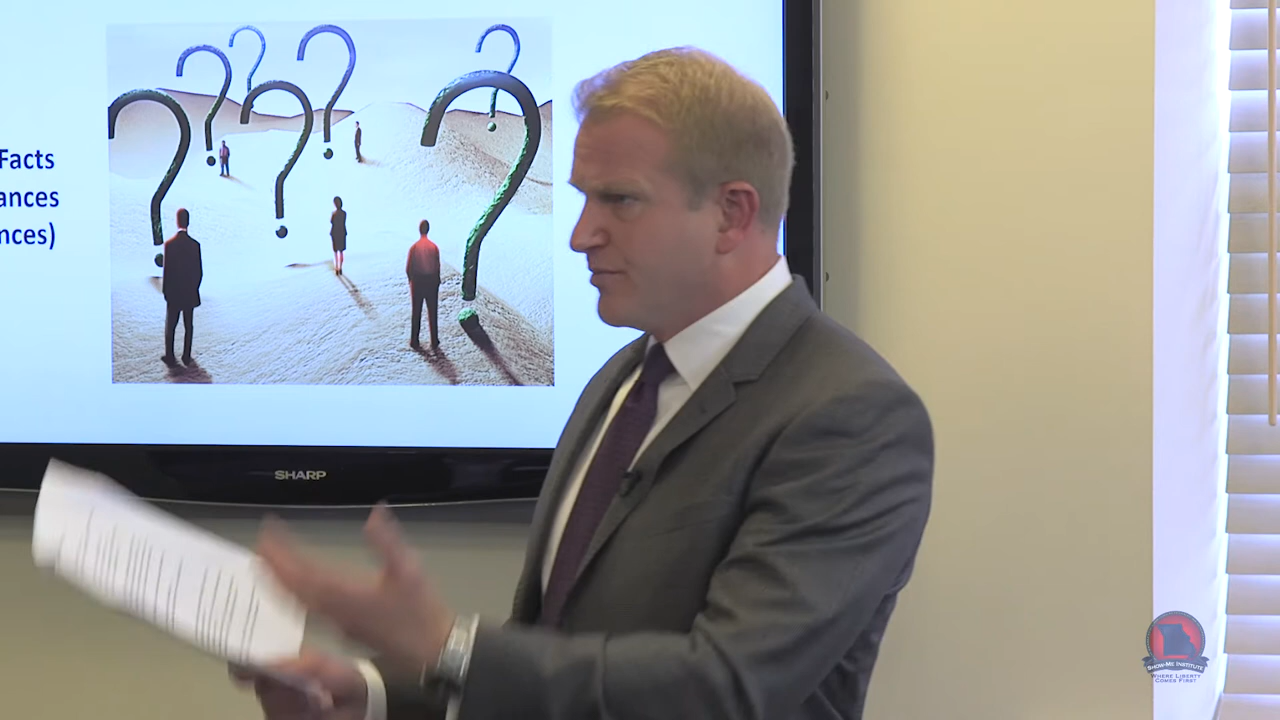 Facts
ances
nces)
SHARP
SHOW-ME INSTITUTE
WHERE LIBERTY
COMES FIRST